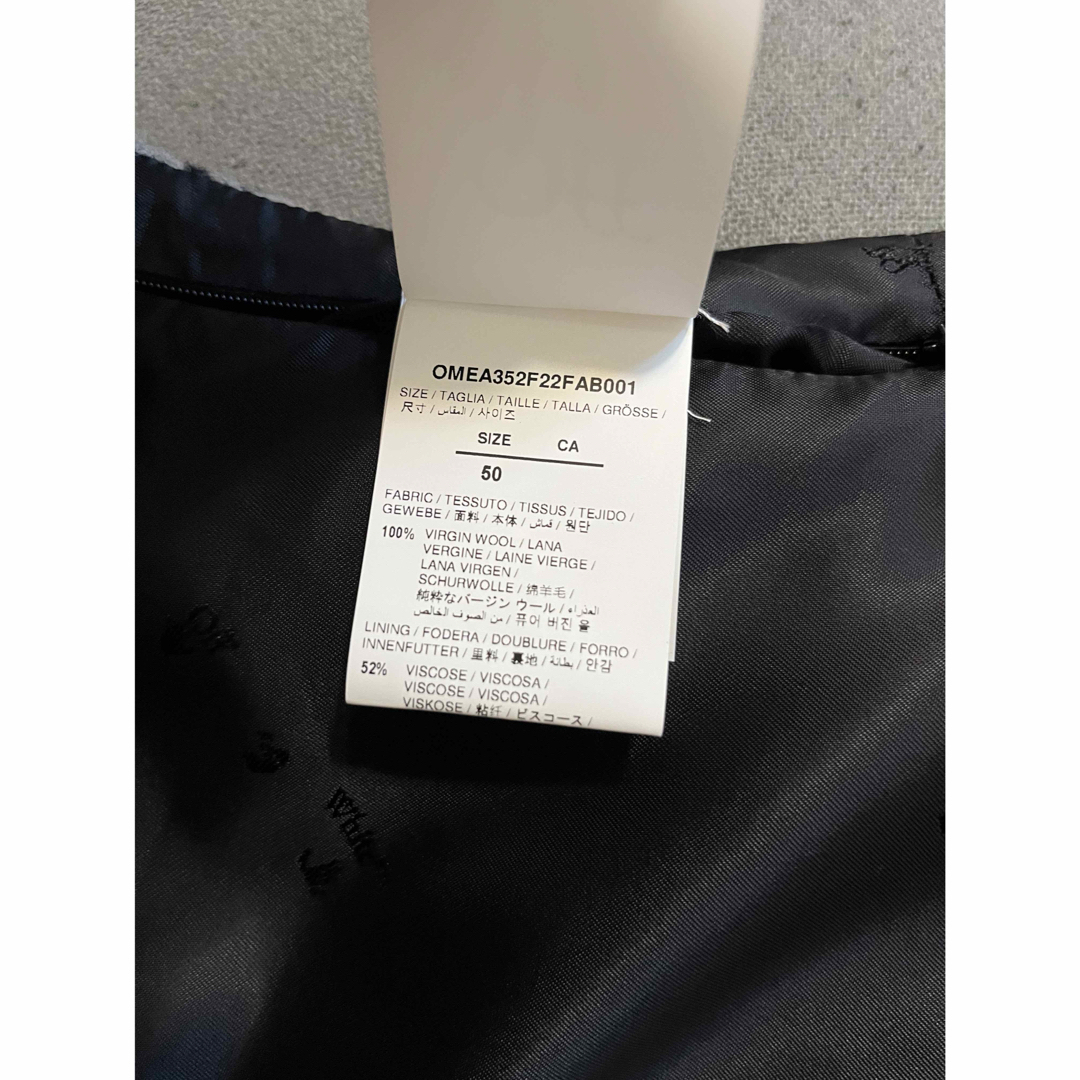 OMEA352F22FAB001
SIZE / TAGLIA / TAILLE / TALLA / GRÖSSE /
尺寸 / المقاس / 사이즈
SIZE CA
50
FABRIC / TESSUTO / TISSUS / TEJIDO /
GEWEBE / 面料 / 本体 / قماش / 원단
100% VIRGIN WOOL / LANA
VERGINE / LAINE VIERGE /
LANA VIRGEN /
SCHURWOLLE / 绵羊毛 /
純粋なバージン ウール / العذراء
من الصوف الخالص / 퓨어 버진 울
LINING / FODERA / DOUBLURE / FORRO /
INNENFUTTER / 里料 / 裏地 / بطانة / 안감
52% VISCOSE / VISCOSA /
VISCOSE / VISCOSA /
VISKOSE / 粘纤 / ビスコース /